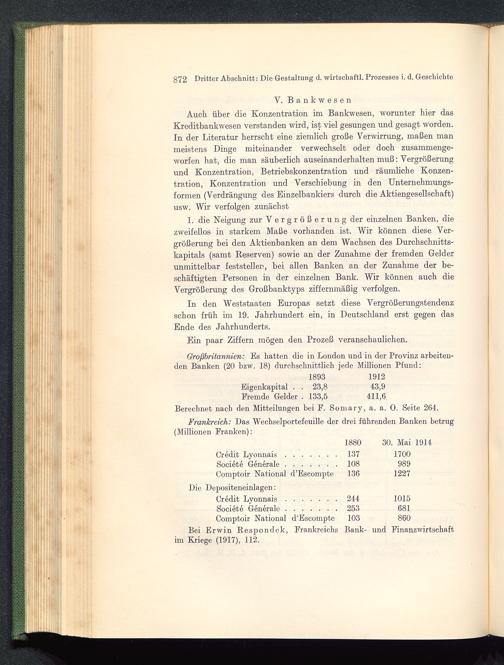 872 Dritter Abschnitt: Die Gestaltung d. wirtschaftl. Prozesses i. d. Geschichte
V. Bankwesen
Auch über die Konzentration im Bankwesen, worunter hier das
Kreditbankwesen verstanden wird, ist viel gesungen und gesagt worden.
In der Literatur herrscht eine ziemlich große Verwirrung, maßen man
meistens Dinge miteinander verwechselt oder doch zusammenge-
worfen hat, die man säuberlich auseinanderhalten muß: Vergrößerung
und Konzentration, Betriebskonzentration und räumliche Konzen-
tration, Konzentration und Verschiebung in den Unternehmungs-
formen (Verdrängung des Einzelbankiers durch die Aktiengesellschaft)
usw. Wir verfolgen zunächst
1. die Neigung zur Vergrößerung der einzelnen Banken, die
zweifellos in starkem Maße vorhanden ist. Wir können diese Ver-
größerung bei den Aktienbanken an dem Wachsen des Durchschnitts-
kapitals (samt Reserven) sowie an der Zunahme der fremden Gelder
unmittelbar feststellen, bei allen Banken an der Zunahme der be-
schäftigten Personen in der einzelnen Bank. Wir können auch die
Vergrößerung des Großbanktyps ziffernmäßig verfolgen.
In den Weststaaten Europas setzt diese Vergrößerungstendenz
schon früh im 19. Jahrhundert ein, in Deutschland erst gegen das
Ende des Jahrhunderts.
Ein paar Ziffern mögen den Prozeß veranschaulichen.
Großbritannien: Es hatten die in London und in der Provinz arbeiten-
den Banken (20 bzw. 18) durchschnittlich jede Millionen Pfund:
1893 1912
Eigenkapital . . 23,8 43,9
Fremde Gelder . 133,5 411,6
Berechnet nach den Mitteilungen bei F. Somary, a. a. O. Seite 264.
Frankreich: Das Wechselportefeuille der drei führenden Banken betrug
(Millionen Franken):
1880 30. Mai 1914
Crédit Lyonnais . . . . . . . 137 1700
Société Générale . . . . . . . 108 989
Comptoir National d'Escompte 136 1227
Die Depositeneinlagen:
Crédit Lyonnais . . . . . . . 244 1015
Société Générale . . . . . . . 253 681
Comptoir National d'Escompte 103 860
Bei Erwin Respondek, Frankreichs Bank- und Finanzwirtschaft
im Kriege (1917), 112.